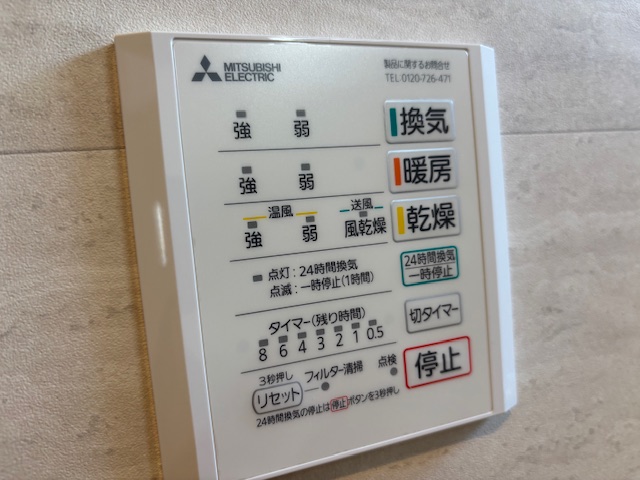 MITSUBISHI
ELECTRIC
製品に関するお問合せ
TEL 0120-726-471
強 弱 換気
強 弱 暖房
温風 送風
強 弱 風乾燥 乾燥
点灯：24時間換気
点滅：一時停止(1時間)
24時間換気
一時停止
タイマー(残り時間)
8 6 4 3 2 1 0.5
切タイマー
3秒押し
リセット フィルター清掃 点検
停止
24時間換気の停止は停止ボタンを3秒押し